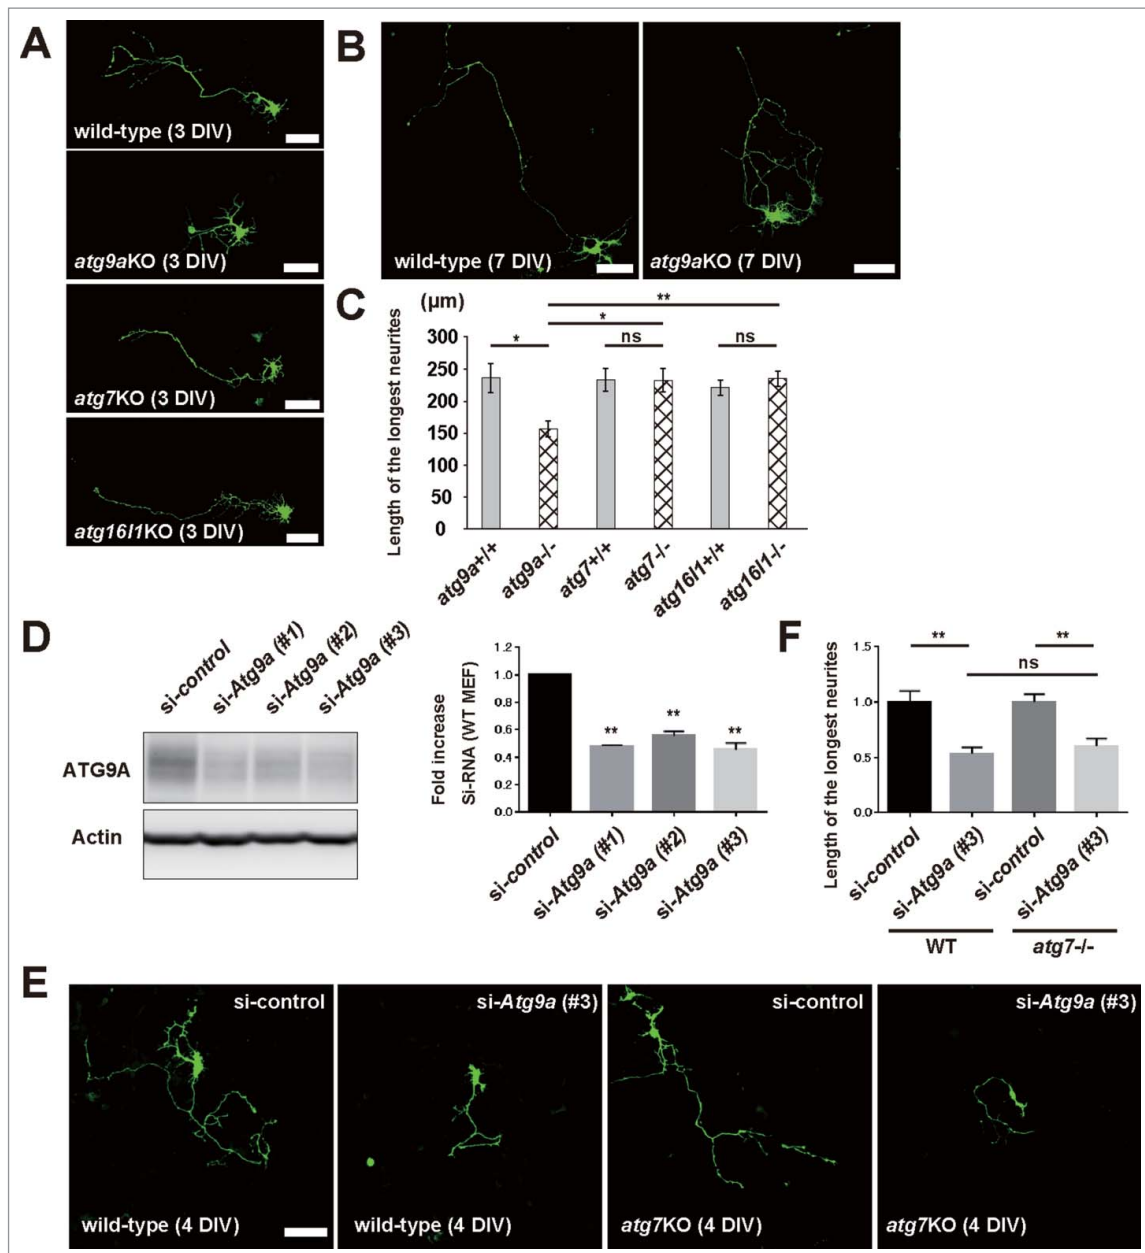 A
wild-type (3 DIV)
atg9aKO (3 DIV)
atg7KO (3 DIV)
atg16l1KO (3 DIV)
B
wild-type (7 DIV)
atg9aKO (7 DIV)
C
(µm)
Length of the longest neurites
300
250
200
150
100
50
0
*
*
**
ns
ns
atg9a+/+
atg9a-/-
atg7+/+
atg7-/-
atg16l1+/+
atg16l1-/-
D
si-control
si-Atg9a (#1)
si-Atg9a (#2)
si-Atg9a (#3)
ATG9A
Actin
Fold increase
Si-RNA (WT MEF)
1.2
1.0
0.8
0.6
0.4
0.2
0.0
**
**
**
si-control
si-Atg9a (#1)
si-Atg9a (#2)
si-Atg9a (#3)
F
Length of the longest neurites
1.5
1.0
0.5
0.0
**
**
ns
si-control
si-Atg9a (#3)
si-control
si-Atg9a (#3)
WT
atg7-/-
E
si-control
wild-type (4 DIV)
si-Atg9a (#3)
wild-type (4 DIV)
si-control
atg7KO (4 DIV)
si-Atg9a (#3)
atg7KO (4 DIV)